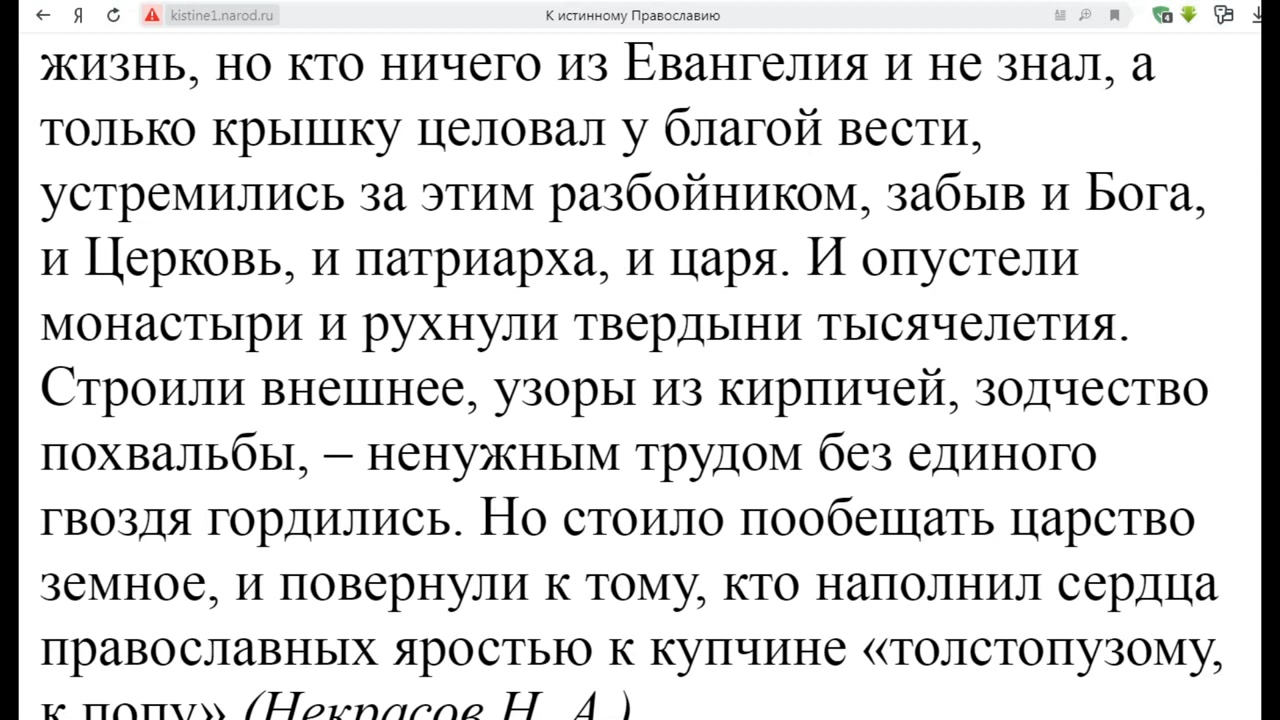 Я kistine1.narod.ru К истинному Православию 4
жизнь, но кто ничего из Евангелия и не знал, а
только крышку целовал у благой вести,
устремились за этим разбойником, забыв и Бога,
и Церковь, и патриарха, и царя. И опустели
монастыри и рухнули твердыни тысячелетия.
Строили внешнее, узоры из кирпичей, зодчество
похвальбы, – ненужным трудом без единого
гвоздя гордились. Но стоило пообещать царство
земное, и повернули к тому, кто наполнил сердца
православных яростью к купчине «толстопузому,
к попу» (Некрасов Н. А.)